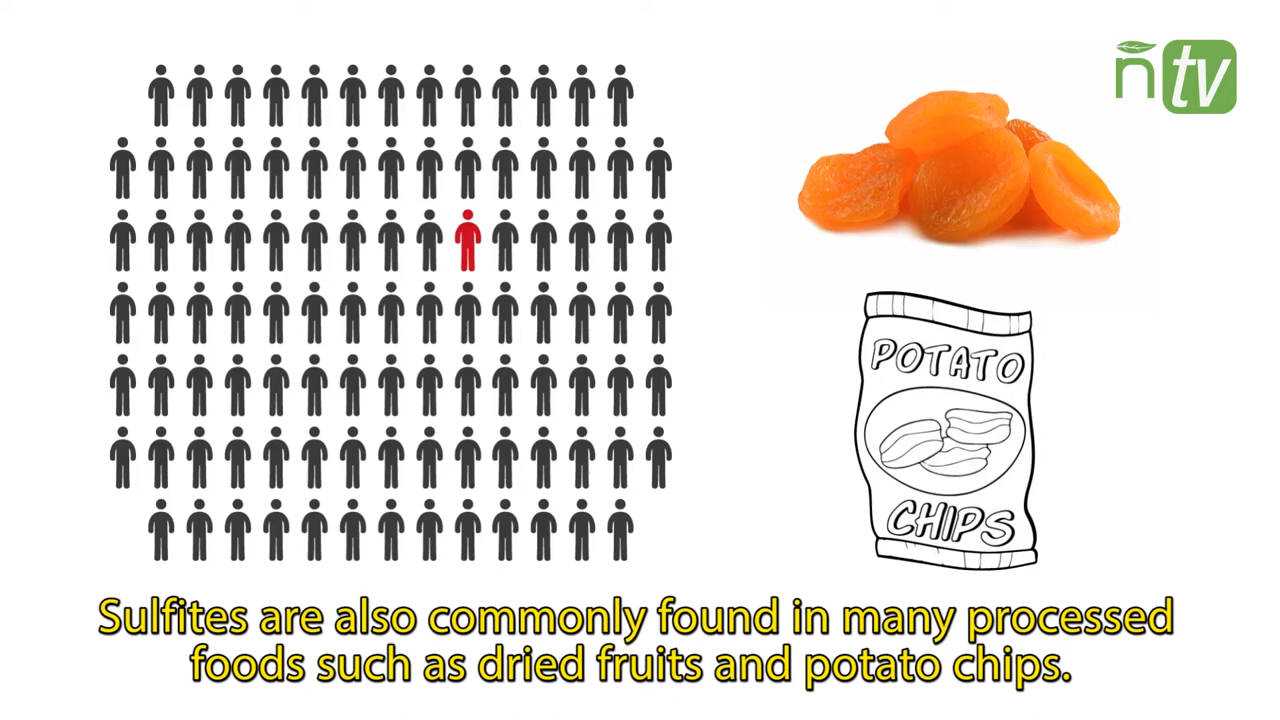 ntv
POTATO
CHIPS
Sulfites are also commonly found in many processed
foods such as dried fruits and potato chips.